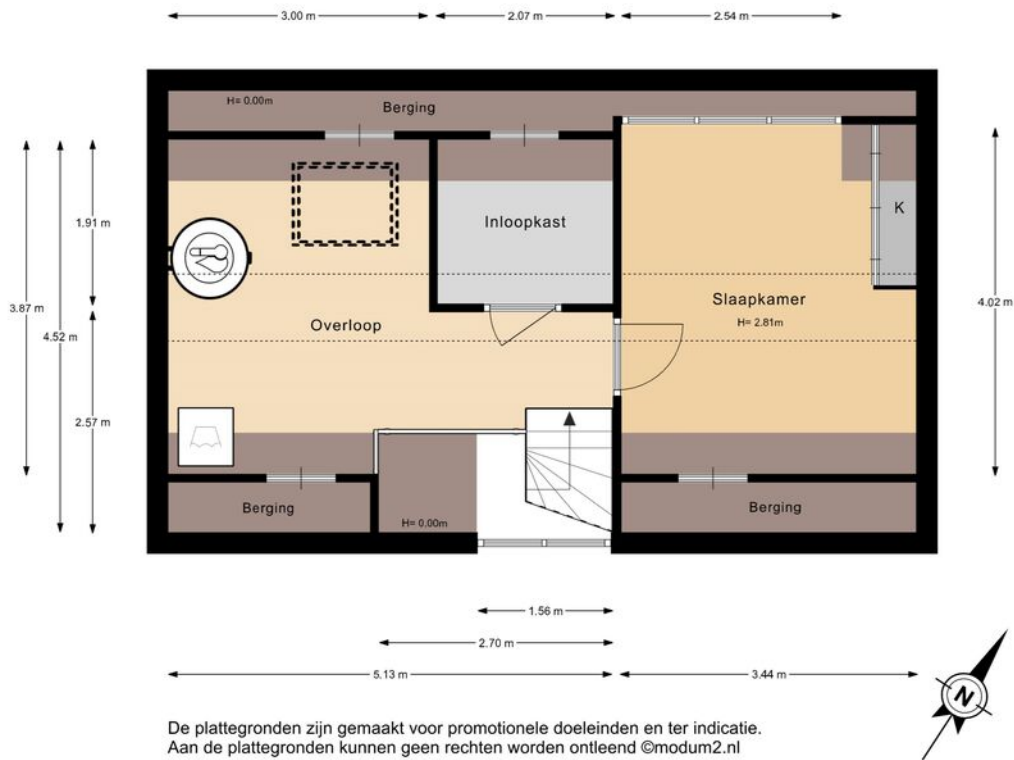 3.00 m
2.07 m
2.54 m
H= 0.00m
Berging
1.91 m
3.87 m
4.52 m
2.57 m
Inloopkast
K
Overloop
Slaapkamer
H= 2.81m
4.02 m
Berging
H= 0.00m
Berging
1.56 m
2.70 m
5.13 m
3.44 m
N
De plattegronden zijn gemaakt voor promotionele doeleinden en ter indicatie.
Aan de plattegronden kunnen geen rechten worden ontleend ©modum2.nl